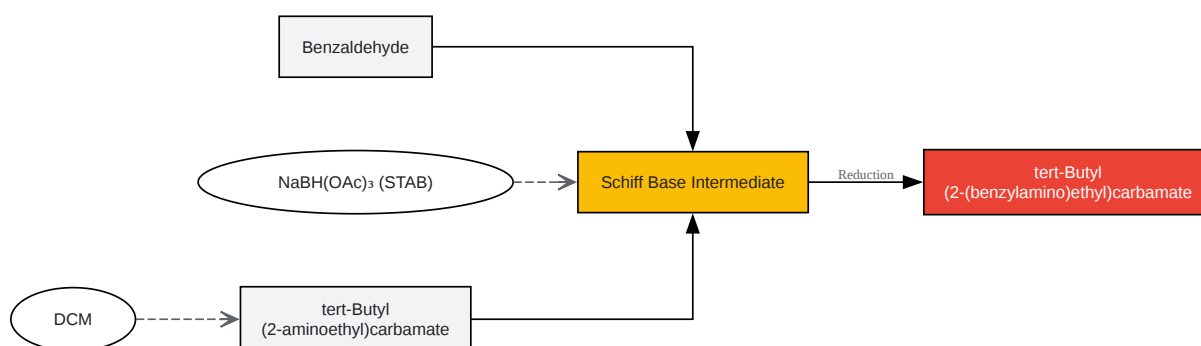 Benzaldehyde
NaBH(OAc)₃ (STAB)
Schiff Base Intermediate
Reduction
tert-Butyl
(2-(benzylamino)ethyl)carbamate
DCM
tert-Butyl
(2-aminoethyl)carbamate